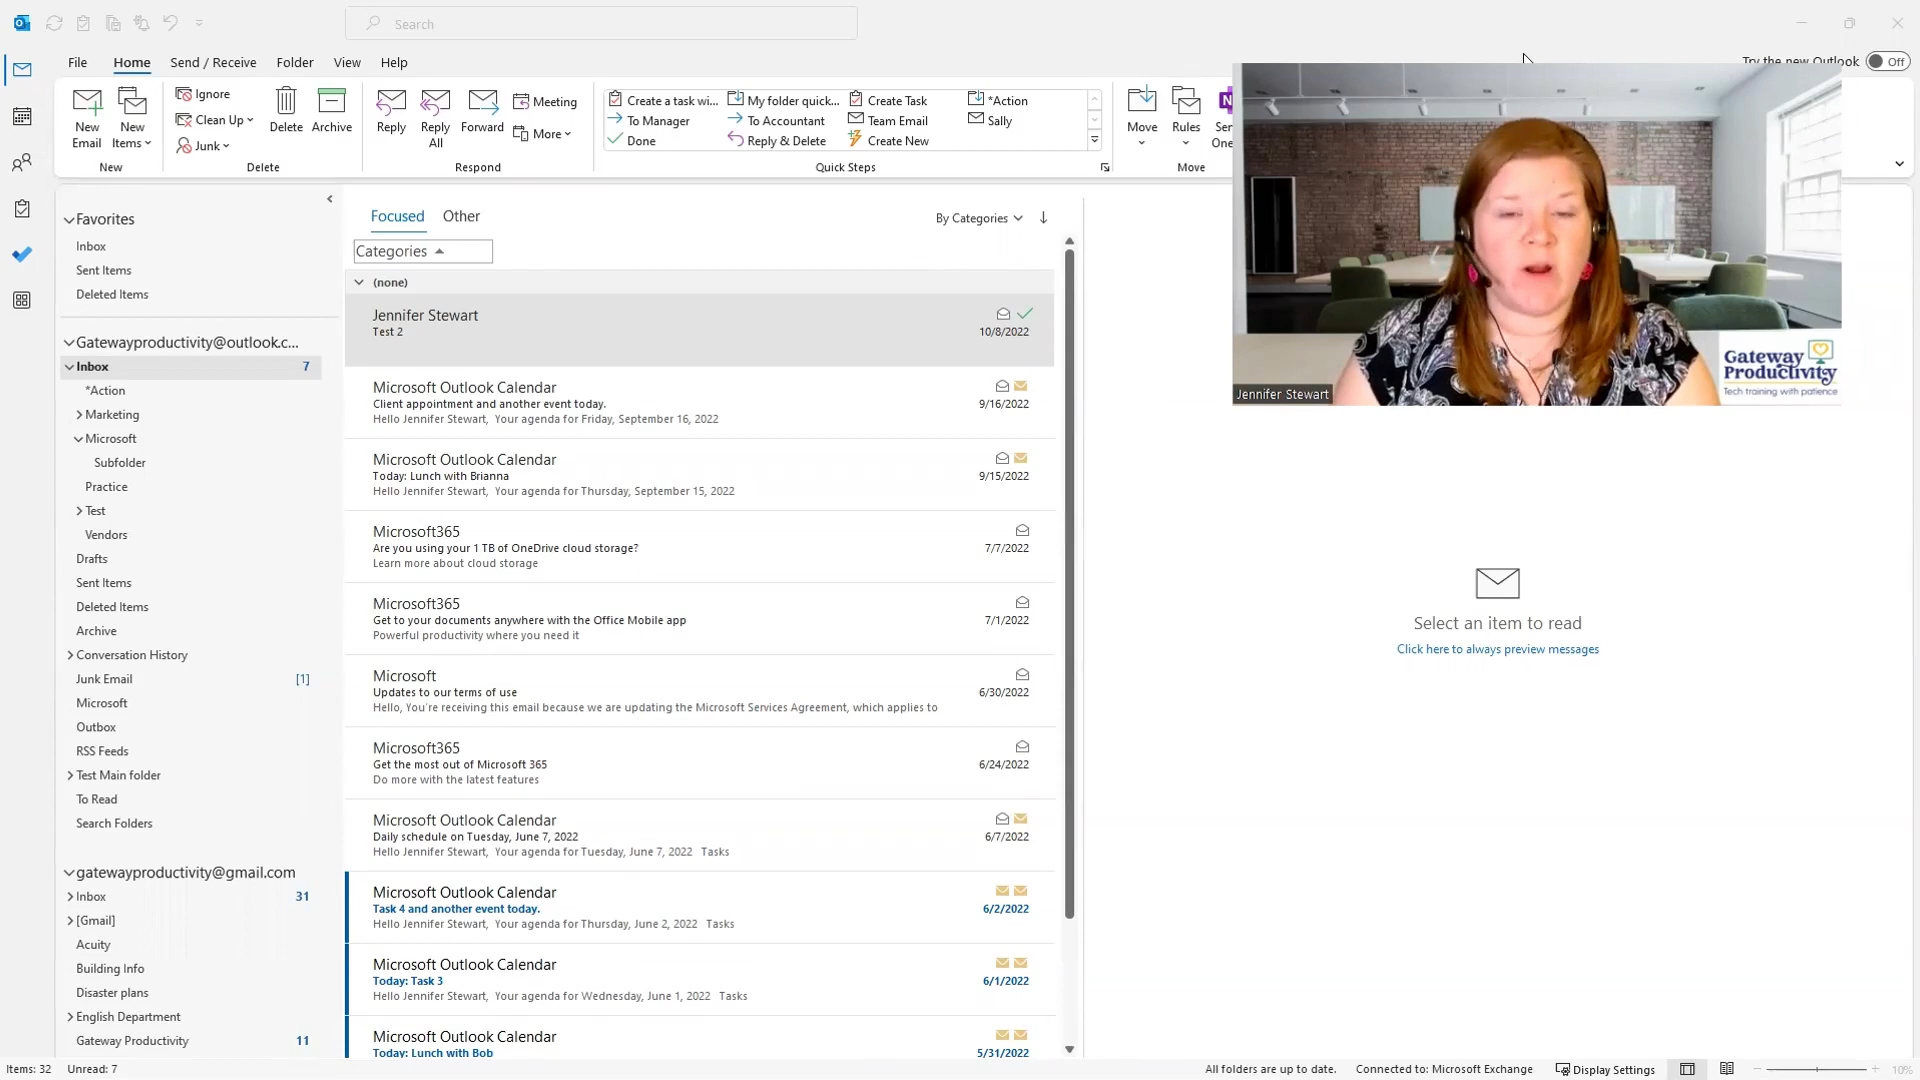 Search
File Home Send / Receive Folder View Help
Try the new Outlook Off
New Email
New Items
New
Ignore
Clean Up
Junk
Delete
Archive
Delete
Reply
Reply All
Forward
Meeting
More
Respond
Create a task wi...
To Manager
Done
My folder quick...
To Accountant
Reply & Delete
Create Task
Team Email
Create New
*Action
Sally
Quick Steps
Move
Rules
Move
Favorites
Inbox
Sent Items
Deleted Items
Gatewayproductivity@outlook.c...
Inbox 7
*Action
Marketing
Microsoft
Subfolder
Practice
Test
Vendors
Drafts
Sent Items
Deleted Items
Archive
Conversation History
Junk Email [1]
Microsoft
Outbox
RSS Feeds
Test Main folder
To Read
Search Folders
gatewayproductivity@gmail.com
Inbox 31
[Gmail]
Acuity
Building Info
Disaster plans
English Department
Gateway Productivity 11
Focused Other
By Categories
Categories
(none)
Jennifer Stewart
Test 2 10/8/2022
Microsoft Outlook Calendar
Client appointment and another event today. 9/16/2022
Hello Jennifer Stewart, Your agenda for Friday, September 16, 2022
Microsoft Outlook Calendar
Today: Lunch with Brianna 9/15/2022
Hello Jennifer Stewart, Your agenda for Thursday, September 15, 2022
Microsoft365
Are you using your 1 TB of OneDrive cloud storage? 7/7/2022
Learn more about cloud storage
Microsoft365
Get to your documents anywhere with the Office Mobile app 7/1/2022
Powerful productivity where you need it
Microsoft
Updates to our terms of use 6/30/2022
Hello, You're receiving this email because we are updating the Microsoft Services Agreement, which applies to
Microsoft365
Get the most out of Microsoft 365 6/24/2022
Do more with the latest features
Microsoft Outlook Calendar
Daily schedule on Tuesday, June 7, 2022 6/7/2022
Hello Jennifer Stewart, Your agenda for Tuesday, June 7, 2022 Tasks
Microsoft Outlook Calendar
Task 4 and another event today. 6/2/2022
Hello Jennifer Stewart, Your agenda for Thursday, June 2, 2022 Tasks
Microsoft Outlook Calendar
Today: Task 3 6/1/2022
Hello Jennifer Stewart, Your agenda for Wednesday, June 1, 2022 Tasks
Microsoft Outlook Calendar
Today: Lunch with Bob 5/31/2022
Jennifer Stewart
Gateway
Productivity
Tech training with patience
Select an item to read
Click here to always preview messages
Items: 32 Unread: 7
All folders are up to date. Connected to: Microsoft Exchange Display Settings 10%